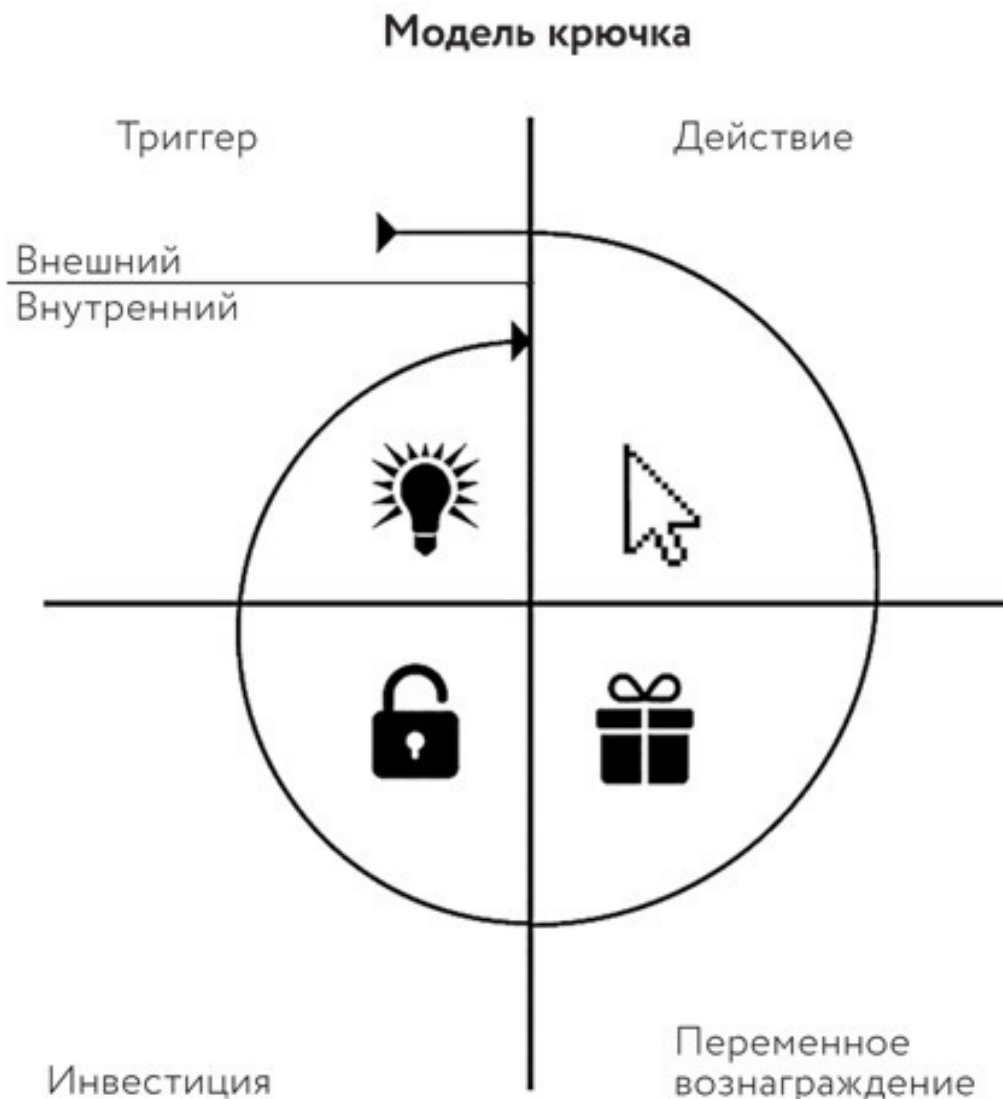 Модель крючка
Триггер
Действие
Внешний
Внутренний
Инвестиция
Переменное
вознаграждение